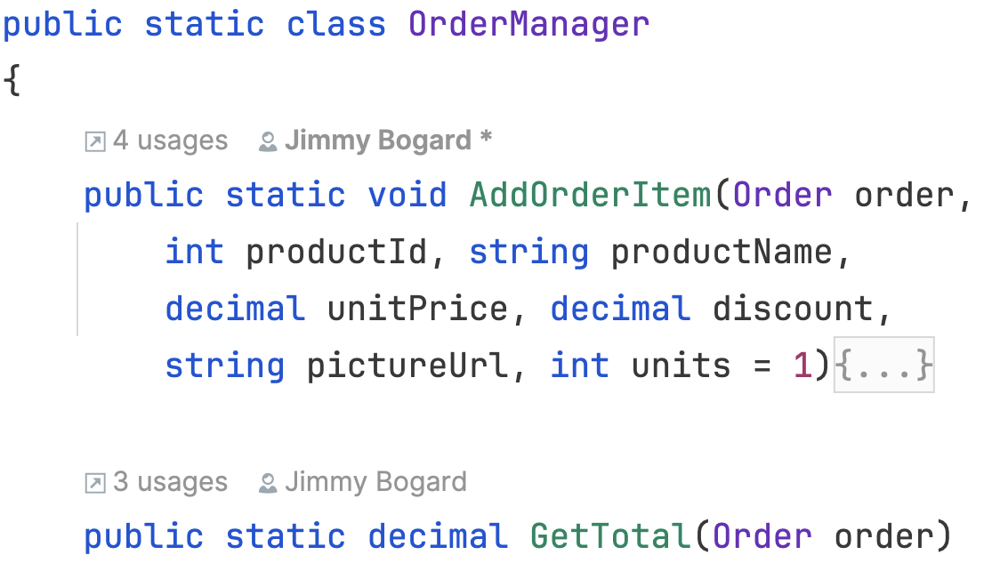 public static class OrderManager
{
4 usages Jimmy Bogard *
public static void AddOrderItem(Order order,
int productId, string productName,
decimal unitPrice, decimal discount,
string pictureUrl, int units = 1){...}
3 usages Jimmy Bogard
public static decimal GetTotal(Order order)